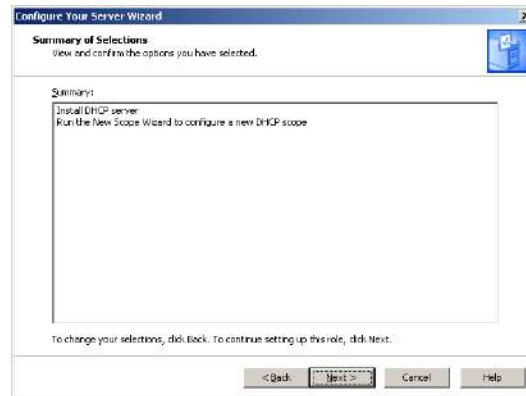 Configure Your Server Wizard
Summary of Selections
View and confirm the options you have selected.
Summary:
Install DHCP server
Run the New Scope Wizard to configure a new DHCP scope
To change your selections, click Back. To continue setting up this role, click Next.
< Back
Next >
Cancel
Help